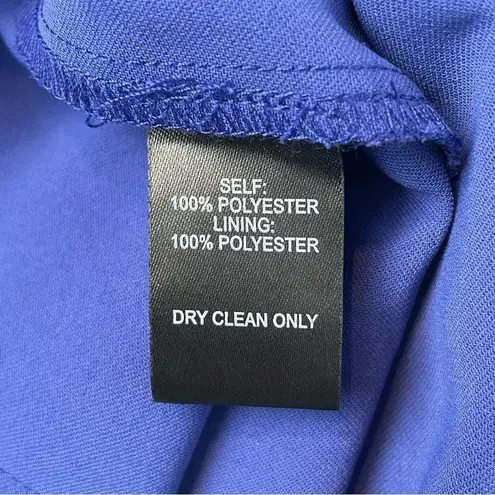 SELF:
100% POLYESTER
LINING:
100% POLYESTER
DRY CLEAN ONLY